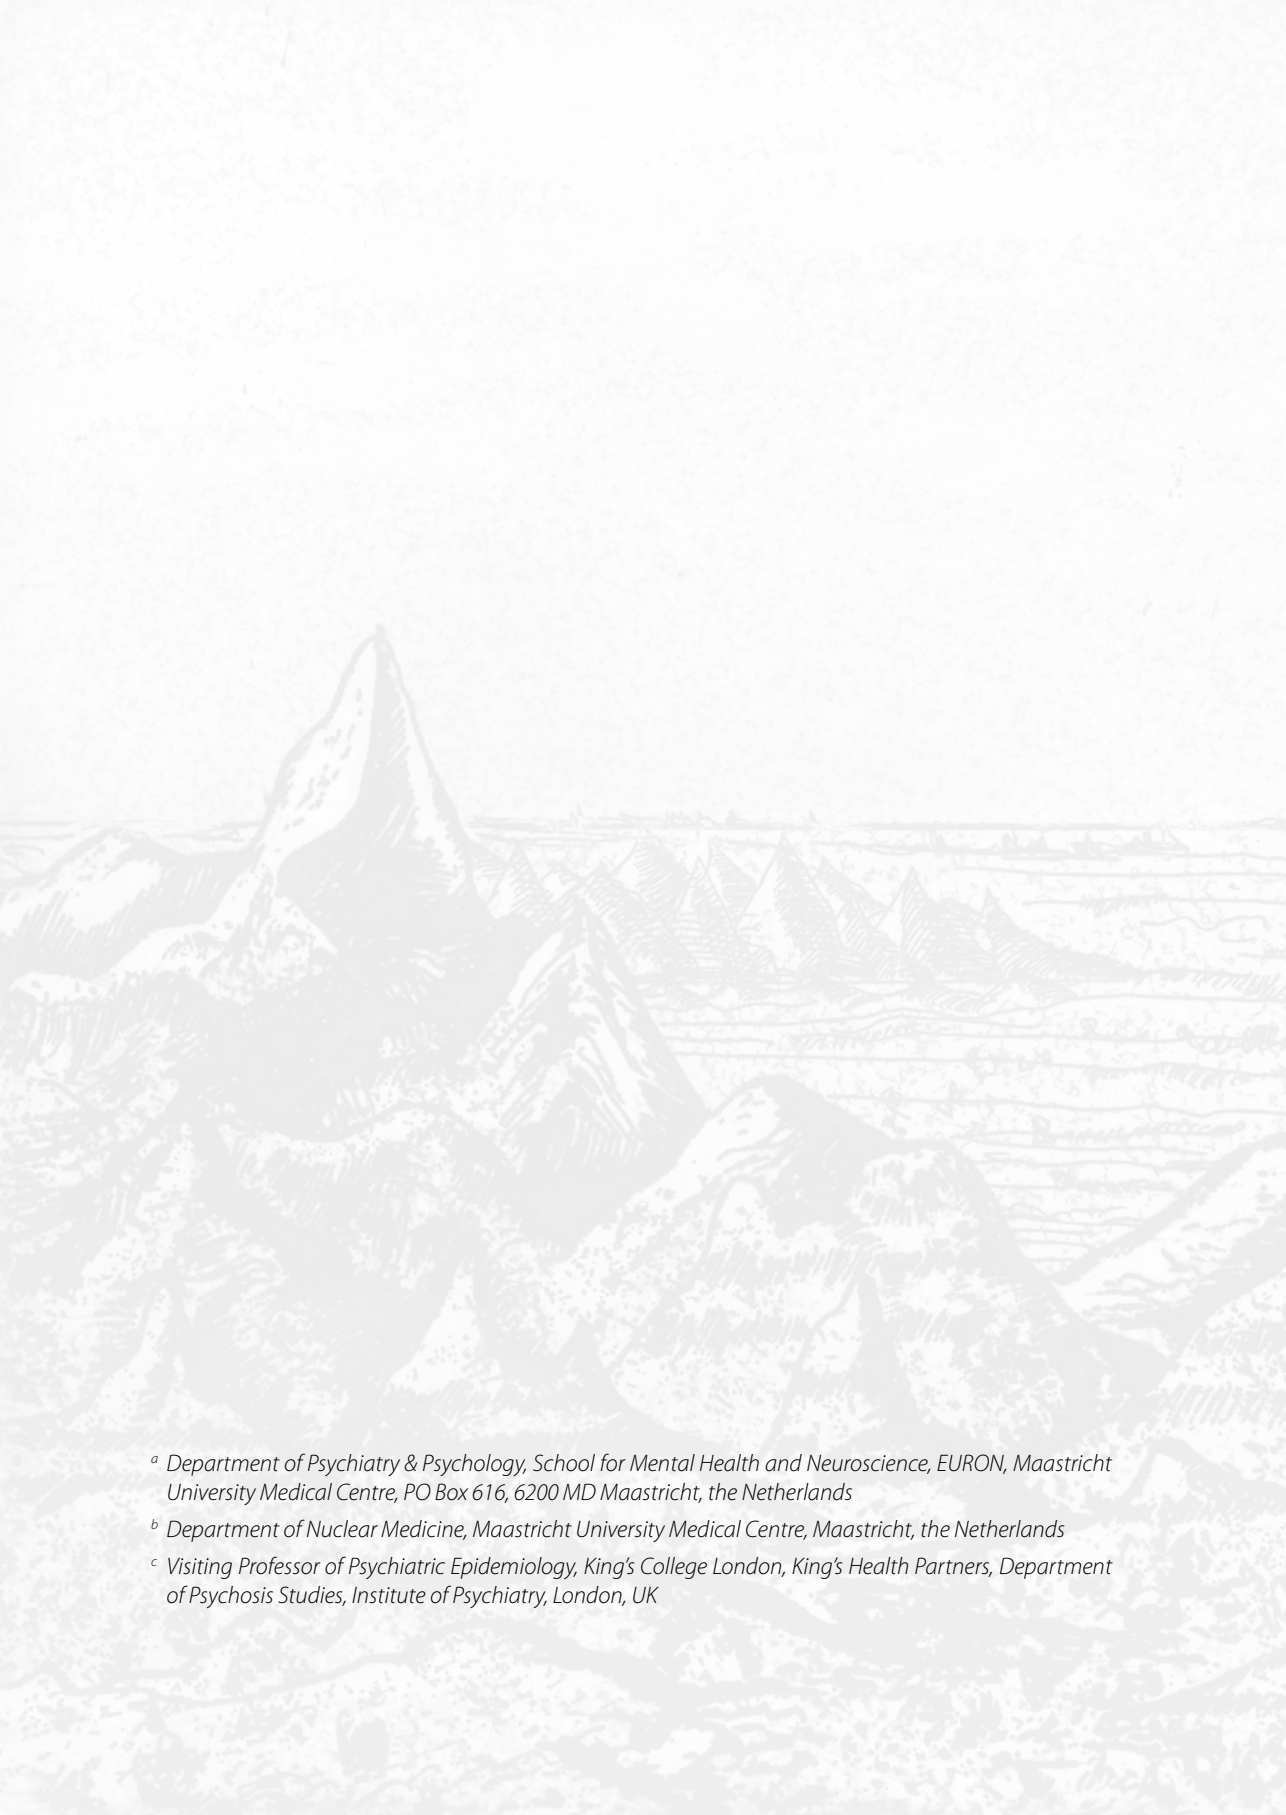 a Department of Psychiatry & Psychology, School for Mental Health and Neuroscience, EURON, Maastricht
University Medical Centre, PO Box 616, 6200 MD Maastricht, the Netherlands
b Department of Nuclear Medicine, Maastricht University Medical Centre, Maastricht, the Netherlands
c Visiting Professor of Psychiatric Epidemiology, King’s College London, King’s Health Partners, Department
of Psychosis Studies, Institute of Psychiatry, London, UK